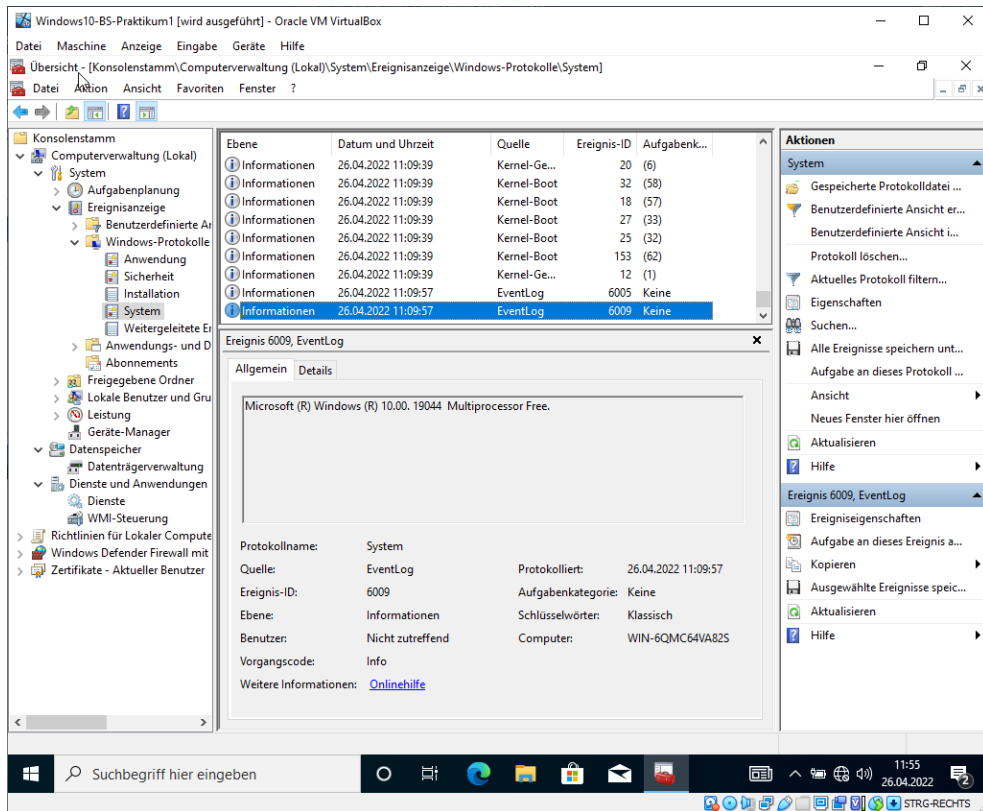 Windows10-BS-Praktikum1 [wird ausgeführt] - Oracle VM VirtualBox
Datei Maschine Anzeige Eingabe Geräte Hilfe
Übersicht - [Konsolenstamm\Computerverwaltung (Lokal)\System\Ereignisanzeige\Windows-Protokolle\System]
Datei Aktion Ansicht Favoriten Fenster ?
Konsolenstamm
Computerverwaltung (Lokal)
System
Aufgabenplanung
Ereignisanzeige
Benutzerdefinierte Ar
Windows-Protokolle
Anwendung
Sicherheit
Installation
System
Weitergeleitete Er
Anwendungs- und D
Abonnements
Freigegebene Ordner
Lokale Benutzer und Gru
Leistung
Geräte-Manager
Datenspeicher
Datenträgerverwaltung
Dienste und Anwendungen
Dienste
WMI-Steuerung
Richtlinien für Lokaler Compute
Windows Defender Firewall mit
Zertifikate - Aktueller Benutzer
Ebene Datum und Uhrzeit Quelle Ereignis-ID Aufgabenk...
Informationen 26.04.2022 11:09:39 Kernel-Ge... 20 (6)
Informationen 26.04.2022 11:09:39 Kernel-Boot 32 (58)
Informationen 26.04.2022 11:09:39 Kernel-Boot 18 (57)
Informationen 26.04.2022 11:09:39 Kernel-Boot 27 (33)
Informationen 26.04.2022 11:09:39 Kernel-Boot 25 (32)
Informationen 26.04.2022 11:09:39 Kernel-Boot 153 (62)
Informationen 26.04.2022 11:09:39 Kernel-Ge... 12 (1)
Informationen 26.04.2022 11:09:57 EventLog 6005 Keine
Informationen 26.04.2022 11:09:57 EventLog 6009 Keine
Ereignis 6009, EventLog
Allgemein Details
Microsoft (R) Windows (R) 10.00. 19044 Multiprocessor Free.
Protokollname: System
Quelle: EventLog Protokolliert: 26.04.2022 11:09:57
Ereignis-ID: 6009 Aufgabenkategorie: Keine
Ebene: Informationen Schlüsselwörter: Klassisch
Benutzer: Nicht zutreffend Computer: WIN-6QMC64VA82S
Vorgangscode: Info
Weitere Informationen: Onlinehilfe
Aktionen
System
Gespeicherte Protokolldatei ...
Benutzerdefinierte Ansicht er...
Benutzerdefinierte Ansicht i...
Protokoll löschen...
Aktuelles Protokoll filtern...
Eigenschaften
Suchen...
Alle Ereignisse speichern unt...
Aufgabe an dieses Protokoll ...
Ansicht
Neues Fenster hier öffnen
Aktualisieren
Hilfe
Ereignis 6009, EventLog
Ereigniseigenschaften
Aufgabe an dieses Ereignis a...
Kopieren
Ausgewählte Ereignisse speic...
Aktualisieren
Hilfe
Suchbegriff hier eingeben
11:55
26.04.2022
2
STRG-RECHTS